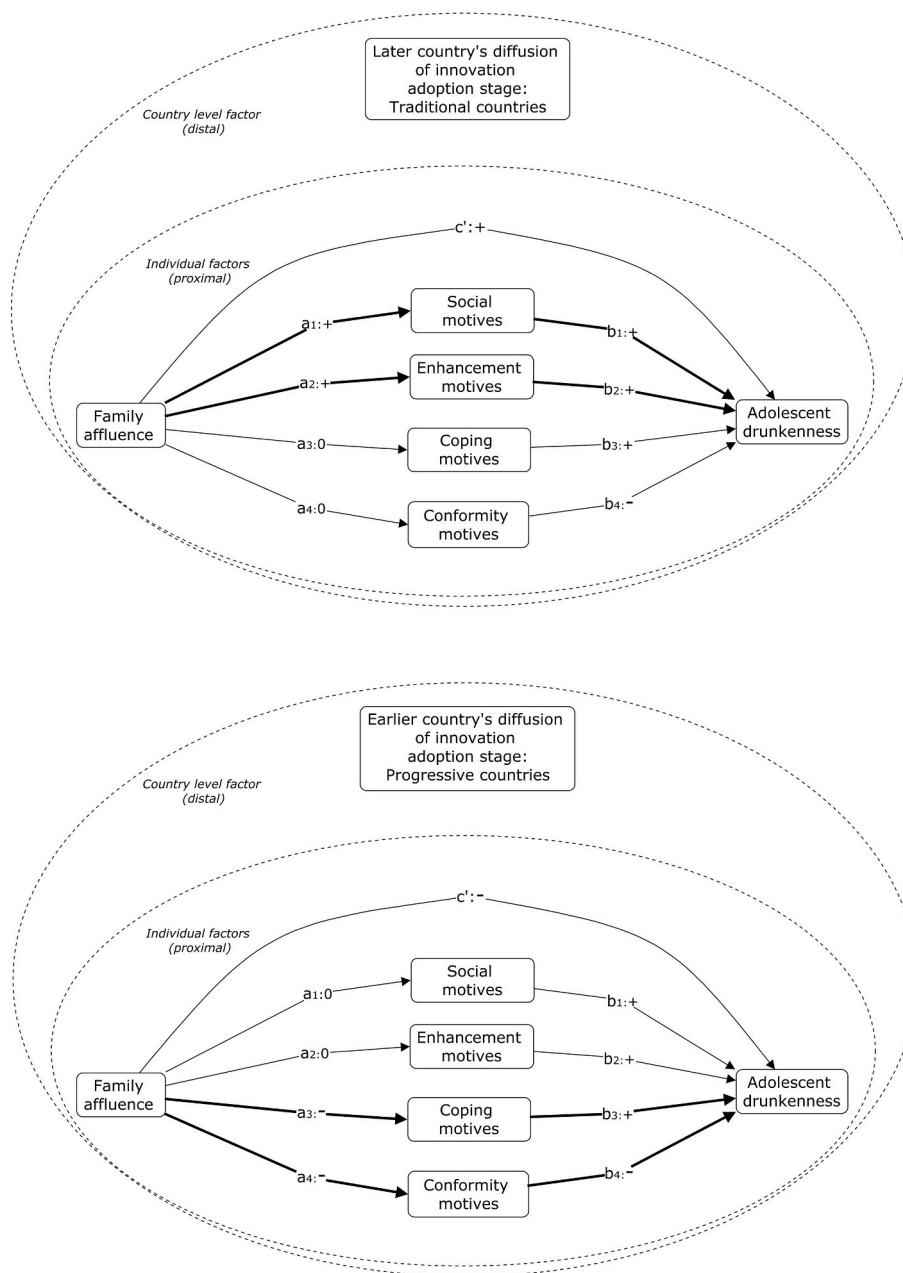 Later country's diffusion
of innovation
adoption stage:
Traditional countries
Country level factor
(distal)
c':+
Individual factors
(proximal)
Social
motives
a₁:+
b₁:+
Enhancement
motives
a₂:+
b₂:+
Family
affluence
Adolescent
drunkenness
a₃:0
Coping
motives
b₃:+
a₄:0
Conformity
motives
b₄:-
Earlier country's diffusion
of innovation
adoption stage:
Progressive countries
Country level factor
(distal)
c':-
Individual factors
(proximal)
Social
motives
a₁:0
b₁:+
Enhancement
motives
a₂:0
b₂:+
Family
affluence
Adolescent
drunkenness
a₃:-
Coping
motives
b₃:+
a₄:-
Conformity
motives
b₄:-